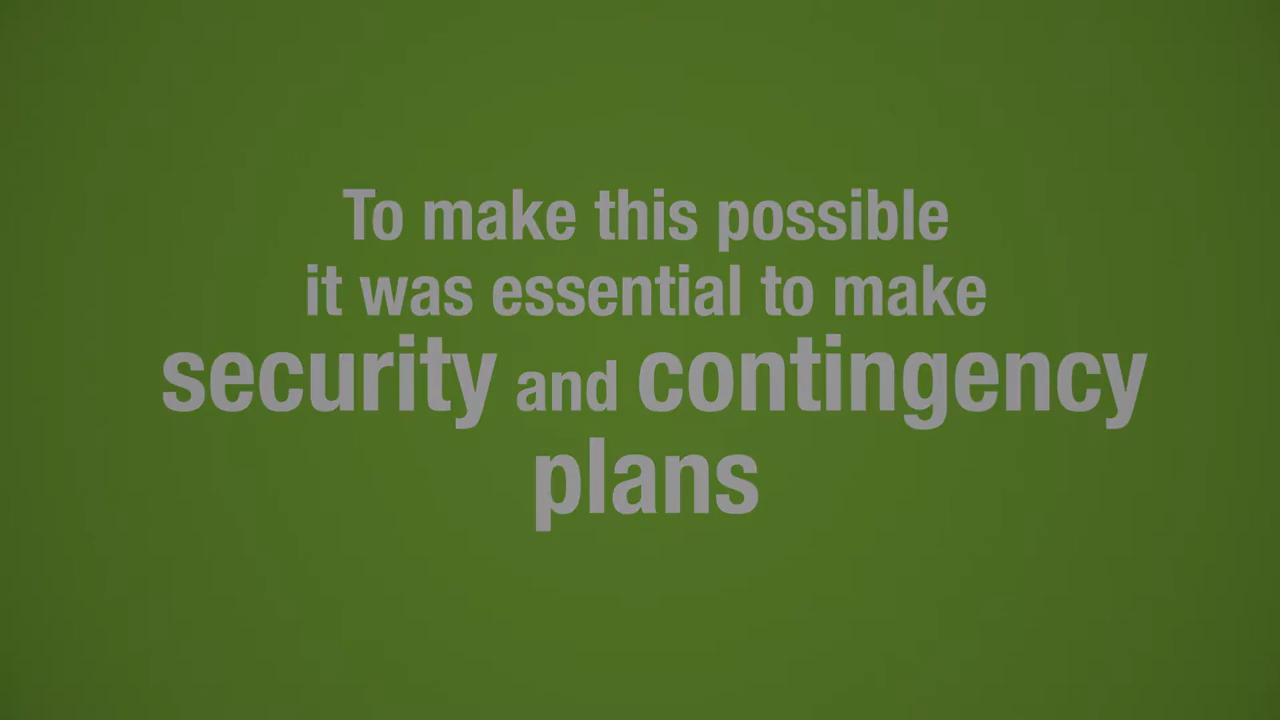 To make this possible
it was essential to make
security and contingency
plans